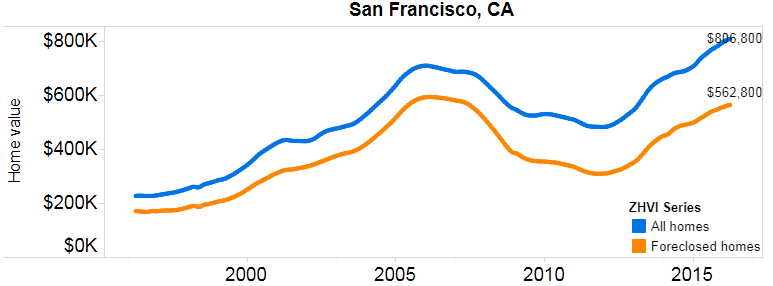 San Francisco, CA
$800K
$600K
$400K
$200K
$0K
Home value
$806,800
$562,800
ZHVI Series
All homes
Foreclosed homes
2000
2005
2010
2015